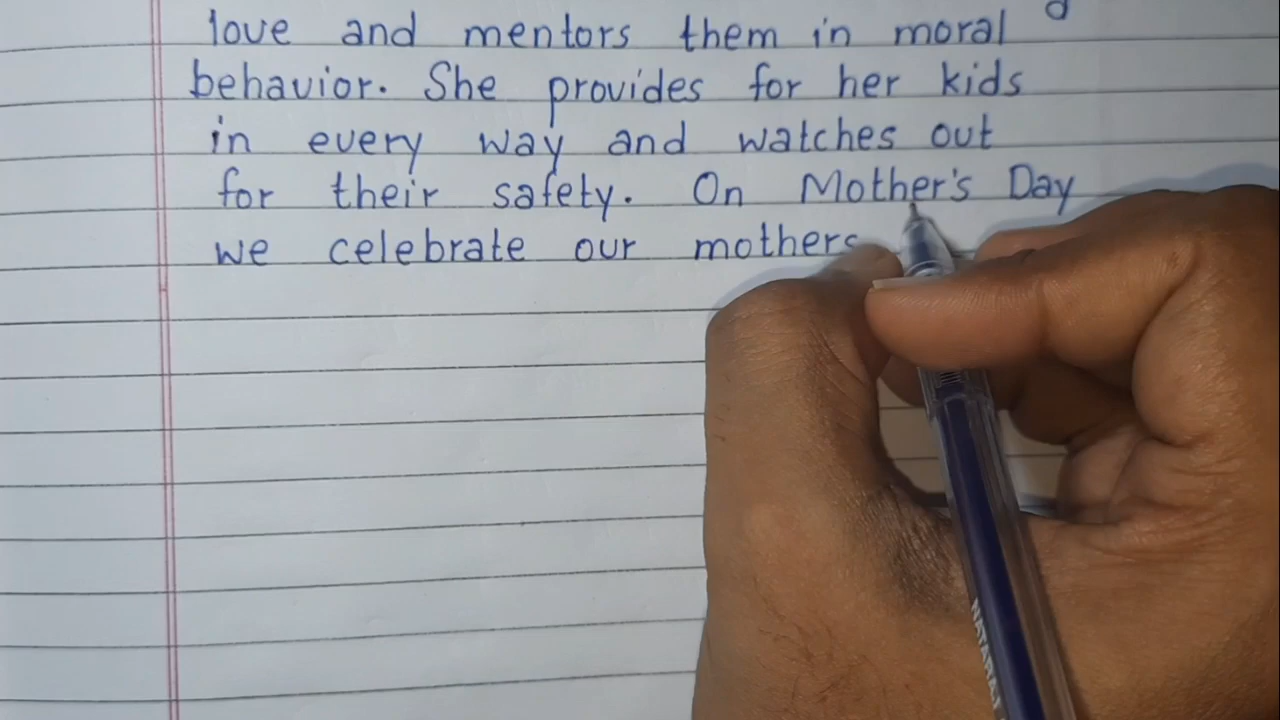 love and mentors them in moral
behavior. She provides for her kids
in every way and watches out
for their safety. On Mother's Day
we celebrate our mothers
NATARAJ